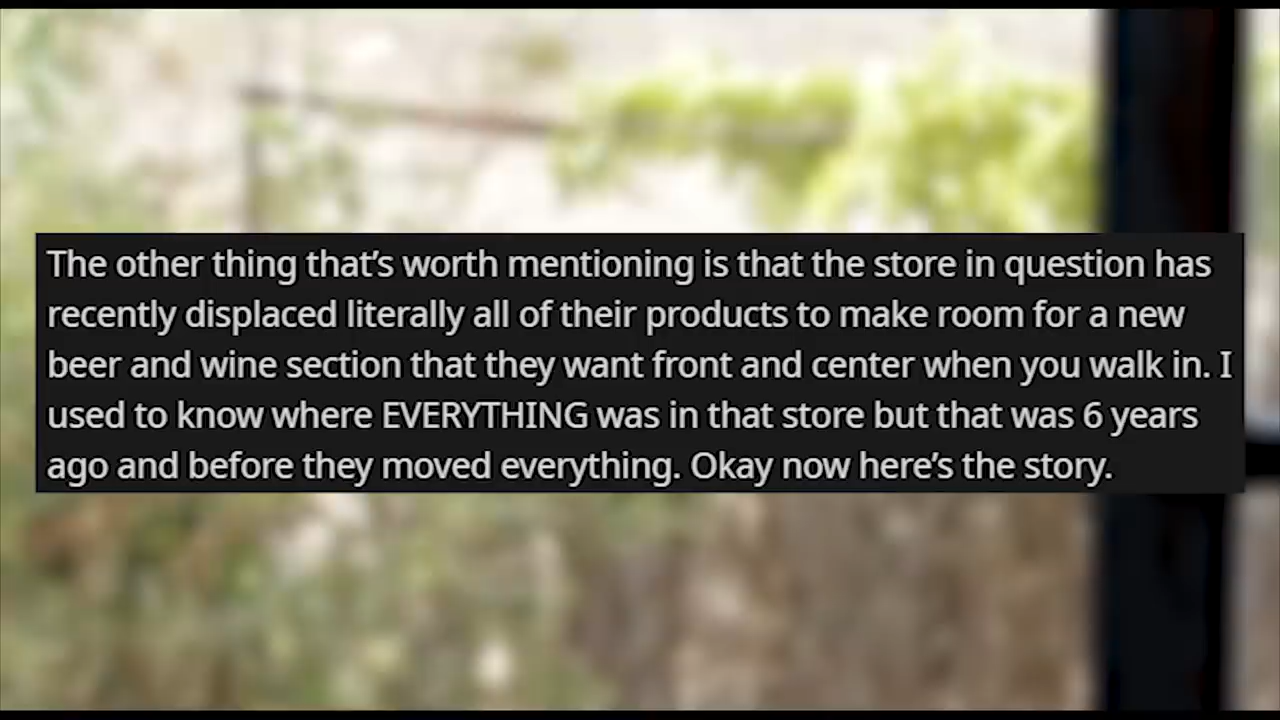 The other thing that’s worth mentioning is that the store in question has
recently displaced literally all of their products to make room for a new
beer and wine section that they want front and center when you walk in. I
used to know where EVERYTHING was in that store but that was 6 years
ago and before they moved everything. Okay now here’s the story.